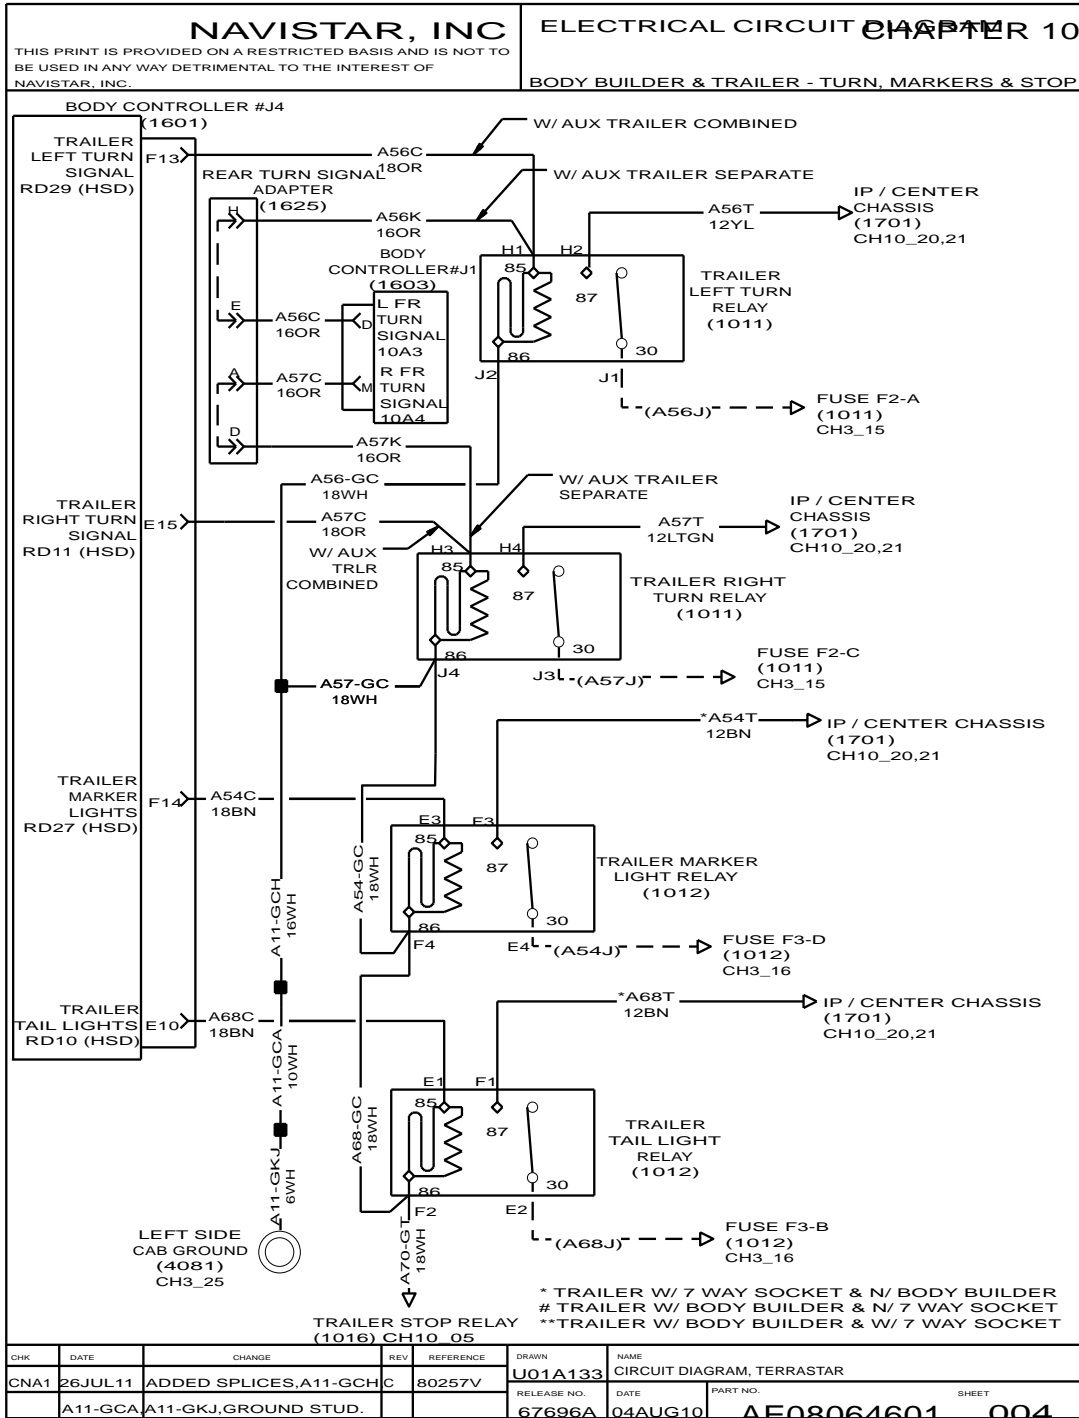 NAVISTAR, INC
THIS PRINT IS PROVIDED ON A RESTRICTED BASIS AND IS NOT TO
BE USED IN ANY WAY DETRIMENTAL TO THE INTEREST OF
NAVISTAR, INC.
ELECTRICAL CIRCUIT DIAGRAM
CHAPTER 10
BODY BUILDER & TRAILER - TURN, MARKERS & STOP
BODY CONTROLLER #J4
(1601)
TRAILER
LEFT TURN
SIGNAL
RD29 (HSD)
F13
A56C
18OR
W/ AUX TRAILER COMBINED
REAR TURN SIGNAL
ADAPTER
(1625)
H
A56K
16OR
W/ AUX TRAILER SEPARATE
A56T
12YL
IP / CENTER
CHASSIS
(1701)
CH10_20,21
BODY
CONTROLLER#J1
(1603)
H1
H2
85
87
86
30
J2
J1
TRAILER
LEFT TURN
RELAY
(1011)
E
A56C
16OR
D
L FR
TURN
SIGNAL
10A3
A
A57C
16OR
M
R FR
TURN
SIGNAL
10A4
(A56J)
FUSE F2-A
(1011)
CH3_15
D
A57K
16OR
A56-GC
18WH
W/ AUX TRAILER
SEPARATE
TRAILER
RIGHT TURN
SIGNAL
RD11 (HSD)
E15
A57C
18OR
W/ AUX
TRLR
COMBINED
A57T
12LTGN
IP / CENTER
CHASSIS
(1701)
CH10_20,21
H3
H4
85
87
86
30
J4
J3
TRAILER RIGHT
TURN RELAY
(1011)
A57-GC
18WH
(A57J)
FUSE F2-C
(1011)
CH3_15
*A54T
12BN
IP / CENTER CHASSIS
(1701)
CH10_20,21
TRAILER
MARKER
LIGHTS
RD27 (HSD)
F14
A54C
18BN
E3
F3
85
87
86
30
F4
E4
TRAILER MARKER
LIGHT RELAY
(1012)
A54-GC
18WH
A11-GCH
16WH
(A54J)
FUSE F3-D
(1012)
CH3_16
TRAILER
TAIL LIGHTS
RD10 (HSD)
E10
A68C
18BN
*A68T
12BN
IP / CENTER CHASSIS
(1701)
CH10_20,21
A11-GCA
10WH
A68-GC
18WH
E1
F1
85
87
86
30
F2
E2
TRAILER
TAIL LIGHT
RELAY
(1012)
A11-GKJ
6WH
A70-GT
18WH
(A68J)
FUSE F3-B
(1012)
CH3_16
LEFT SIDE
CAB GROUND
(4081)
CH3_25
TRAILER STOP RELAY
(1016) CH10_05
* TRAILER W/ 7 WAY SOCKET & N/ BODY BUILDER
# TRAILER W/ BODY BUILDER & N/ 7 WAY SOCKET
**TRAILER W/ BODY BUILDER & W/ 7 WAY SOCKET
CHK DATE CHANGE REV REFERENCE
CNA1 26JUL11 ADDED SPLICES,A11-GCH C 80257V
A11-GCA,A11-GKJ,GROUND STUD.
DRAWN
U01A133
NAME
CIRCUIT DIAGRAM, TERRASTAR
RELEASE NO.
67696A
DATE
04AUG10
PART NO.
AE08064601
SHEET
004